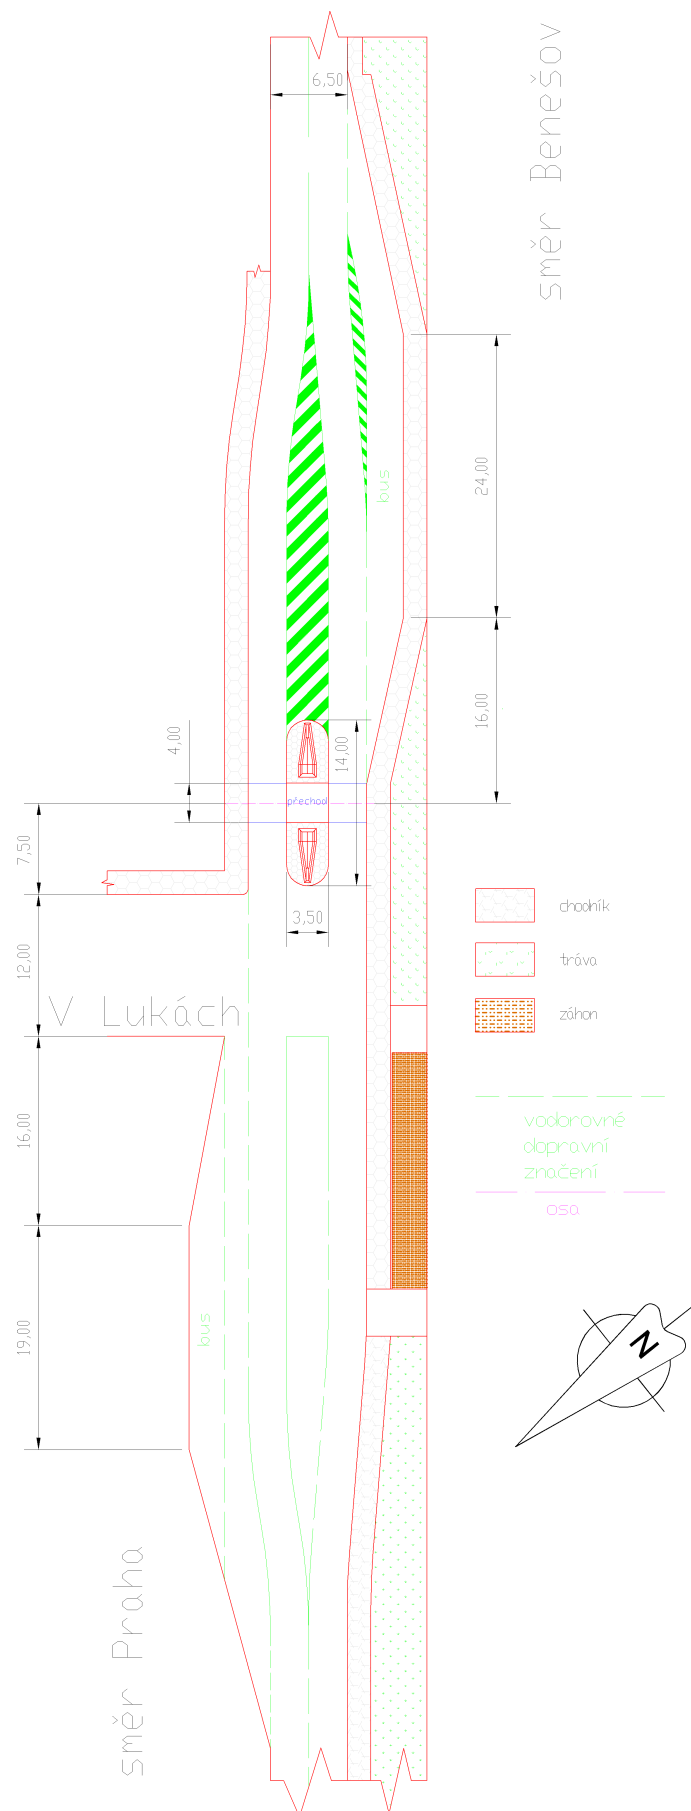 směr Benešov
6,50
24,00
bus
16,00
4,00
14,00
přechod
7,50
3,50
12,00
chodník
tráva
V Lukách
záhon
16,00
vodorovné
dopravní
značení
osa
bus
19,00
N
směr Praha